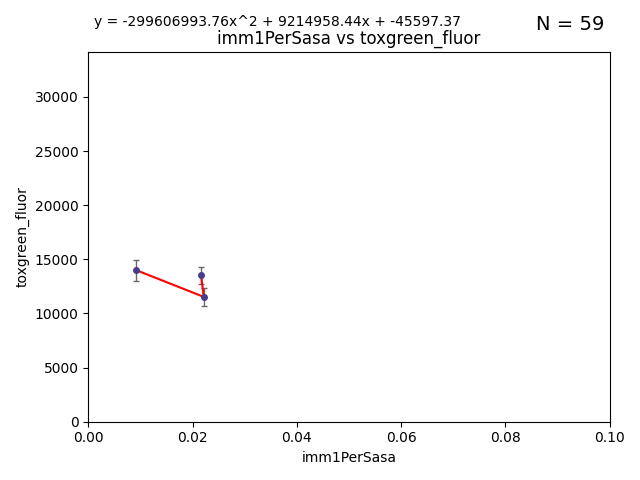 y = -299606993.76x^2 + 9214958.44x + -45597.37
N = 59
imm1PerSasa vs toxgreen_fluor
30000
25000
20000
15000
10000
5000
0
toxgreen_fluor
0.00 0.02 0.04 0.06 0.08 0.10
imm1PerSasa